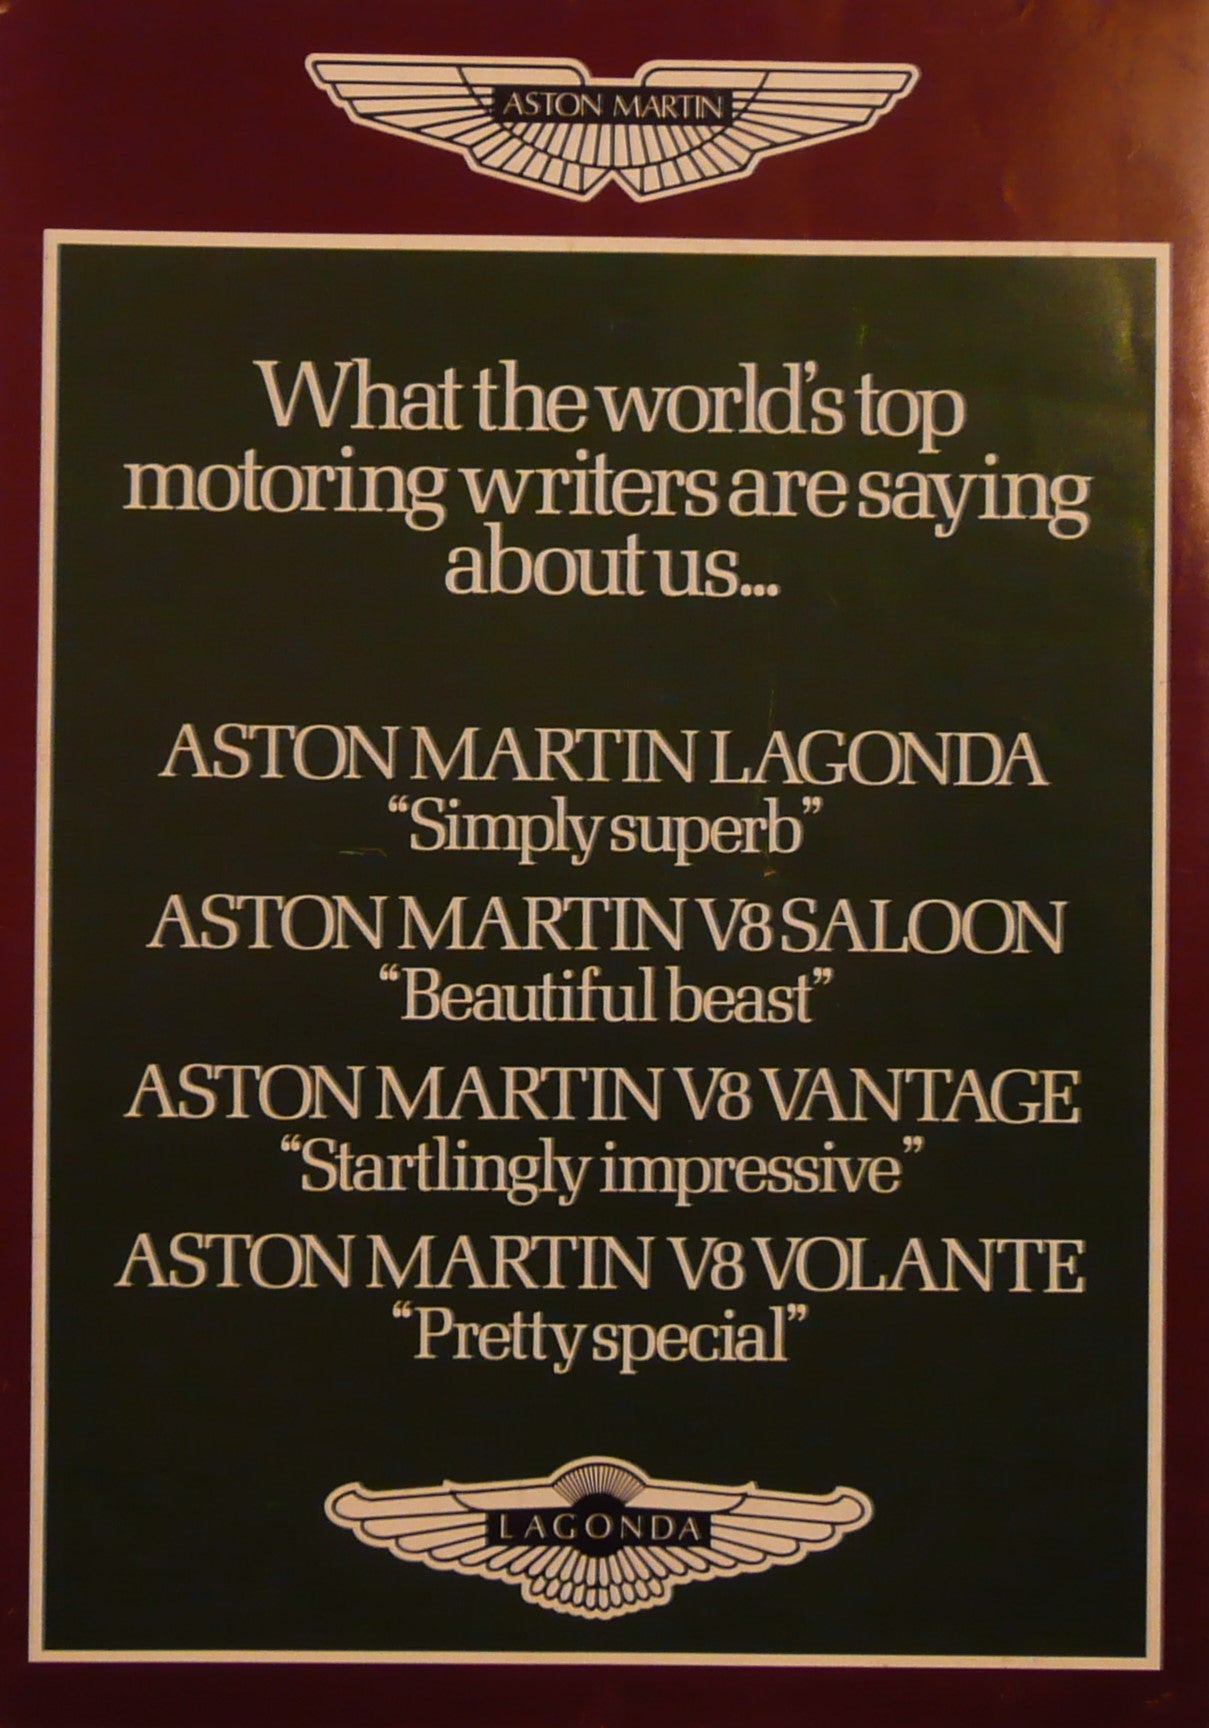 ASTON MARTIN
What the world's top
motoring writers are saying
about us...
ASTON MARTIN LAGONDA
“Simply superb”
ASTON MARTIN V8 SALOON
“Beautiful beast”
ASTON MARTIN V8 VANTAGE
“Startlingly impressive”
ASTON MARTIN V8 VOLANTE
“Pretty special”
LAGONDA